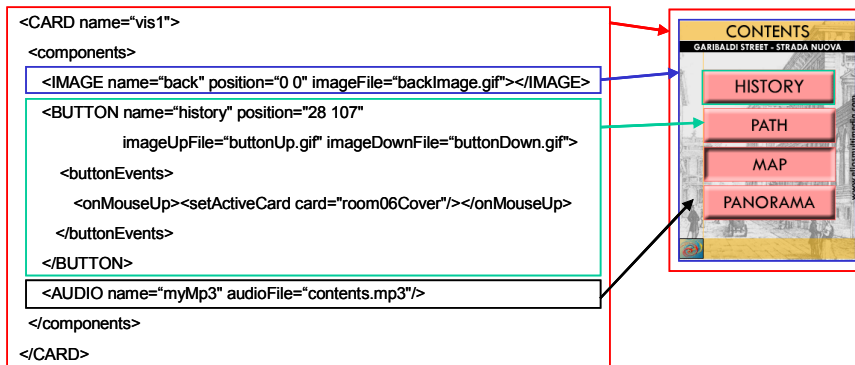 <CARD name=“vis1”>
<components>
<IMAGE name=“back” position=“0 0” imageFile=“backImage.gif”></IMAGE>
<BUTTON name=“history” position="28 107"
imageUpFile=“buttonUp.gif” imageDownFile=“buttonDown.gif”>
<buttonEvents>
<onMouseUp><setActiveCard card="room06Cover"/></onMouseUp>
</buttonEvents>
</BUTTON>
<AUDIO name=“myMp3” audioFile=“contents.mp3”/>
</components>
</CARD>
CONTENTS
GARIBALDI STREET - STRADA NUOVA
HISTORY
PATH
MAP
PANORAMA